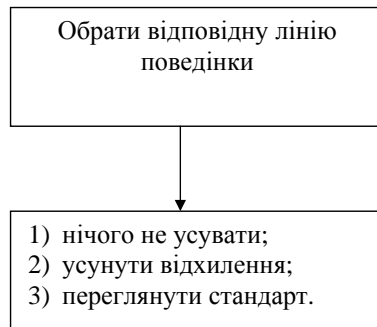 Обрати відповідну лінію
поведінки
1) нічого не усувати;
2) усунути відхилення;
3) переглянути стандарт.